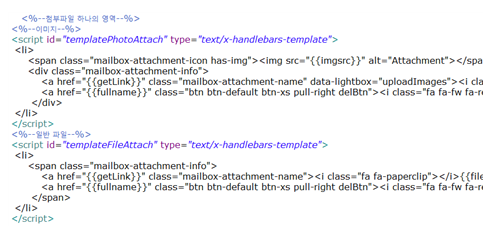 <%--첨부파일 하나의 영역--%>
<%--이미지--%>
<script id="templatePhotoAttach" type="text/x-handlebars-template">
<li>
<span class="mailbox-attachment-icon has-img"><img src="{{imgsrc}}" alt="Attachment"></span
<div class="mailbox-attachment-info">
<a href="{{getLink}}" class="mailbox-attachment-name" data-lightbox="uploadImages"><i c
<a href="{{fullname}}" class="btn btn-default btn-xs pull-right delBtn"><i class="fa fa-fw fa-re
</div>
</li>
</script>
<%--일반 파일--%>
<script id="templateFileAttach" type="text/x-handlebars-template">
<li>
<span class="mailbox-attachment-info">
<a href="{{getLink}}" class="mailbox-attachment-name"><i class="fa fa-paperclip"></i>{{file
<a href="{{fullname}}" class="btn btn-default btn-xs pull-right delBtn"><i class="fa fa-fw fa-re
</span>
</li>
</script>